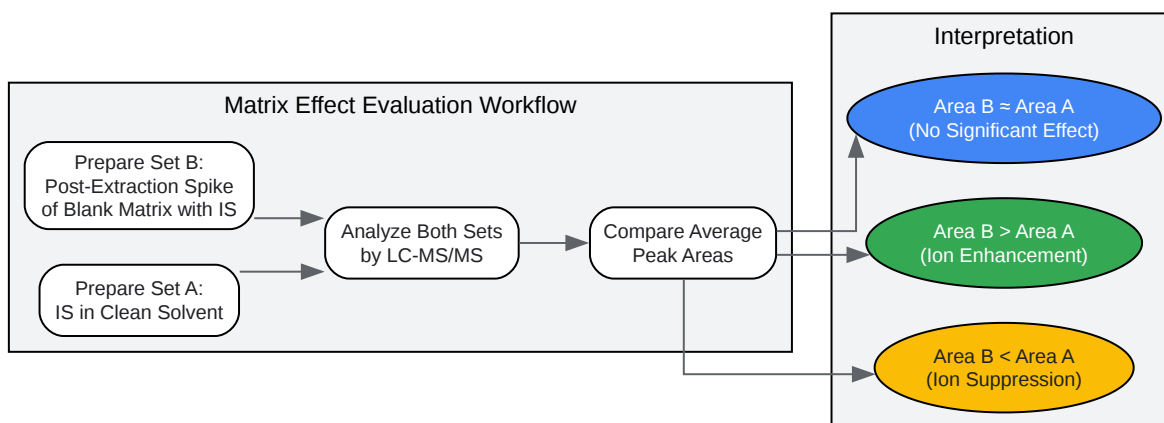 Matrix Effect Evaluation Workflow
Prepare Set B:
Post-Extraction Spike
of Blank Matrix with IS
Prepare Set A:
IS in Clean Solvent
Analyze Both Sets
by LC-MS/MS
Compare Average
Peak Areas
Interpretation
Area B ≈ Area A
(No Significant Effect)
Area B > Area A
(Ion Enhancement)
Area B < Area A
(Ion Suppression)